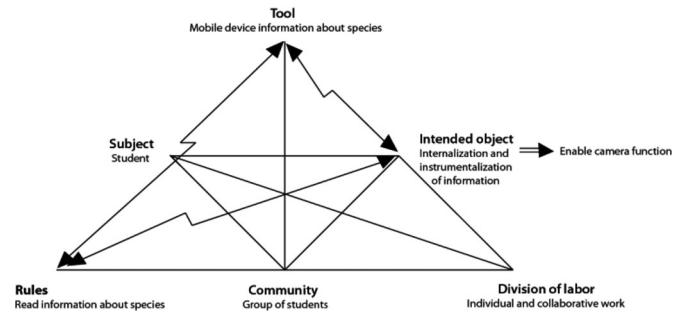 Tool
Mobile device information about species
Subject
Student
Intended object
Internalization and
instrumentalization
of information
Enable camera function
Rules
Read information about species
Community
Group of students
Division of labor
Individual and collaborative work